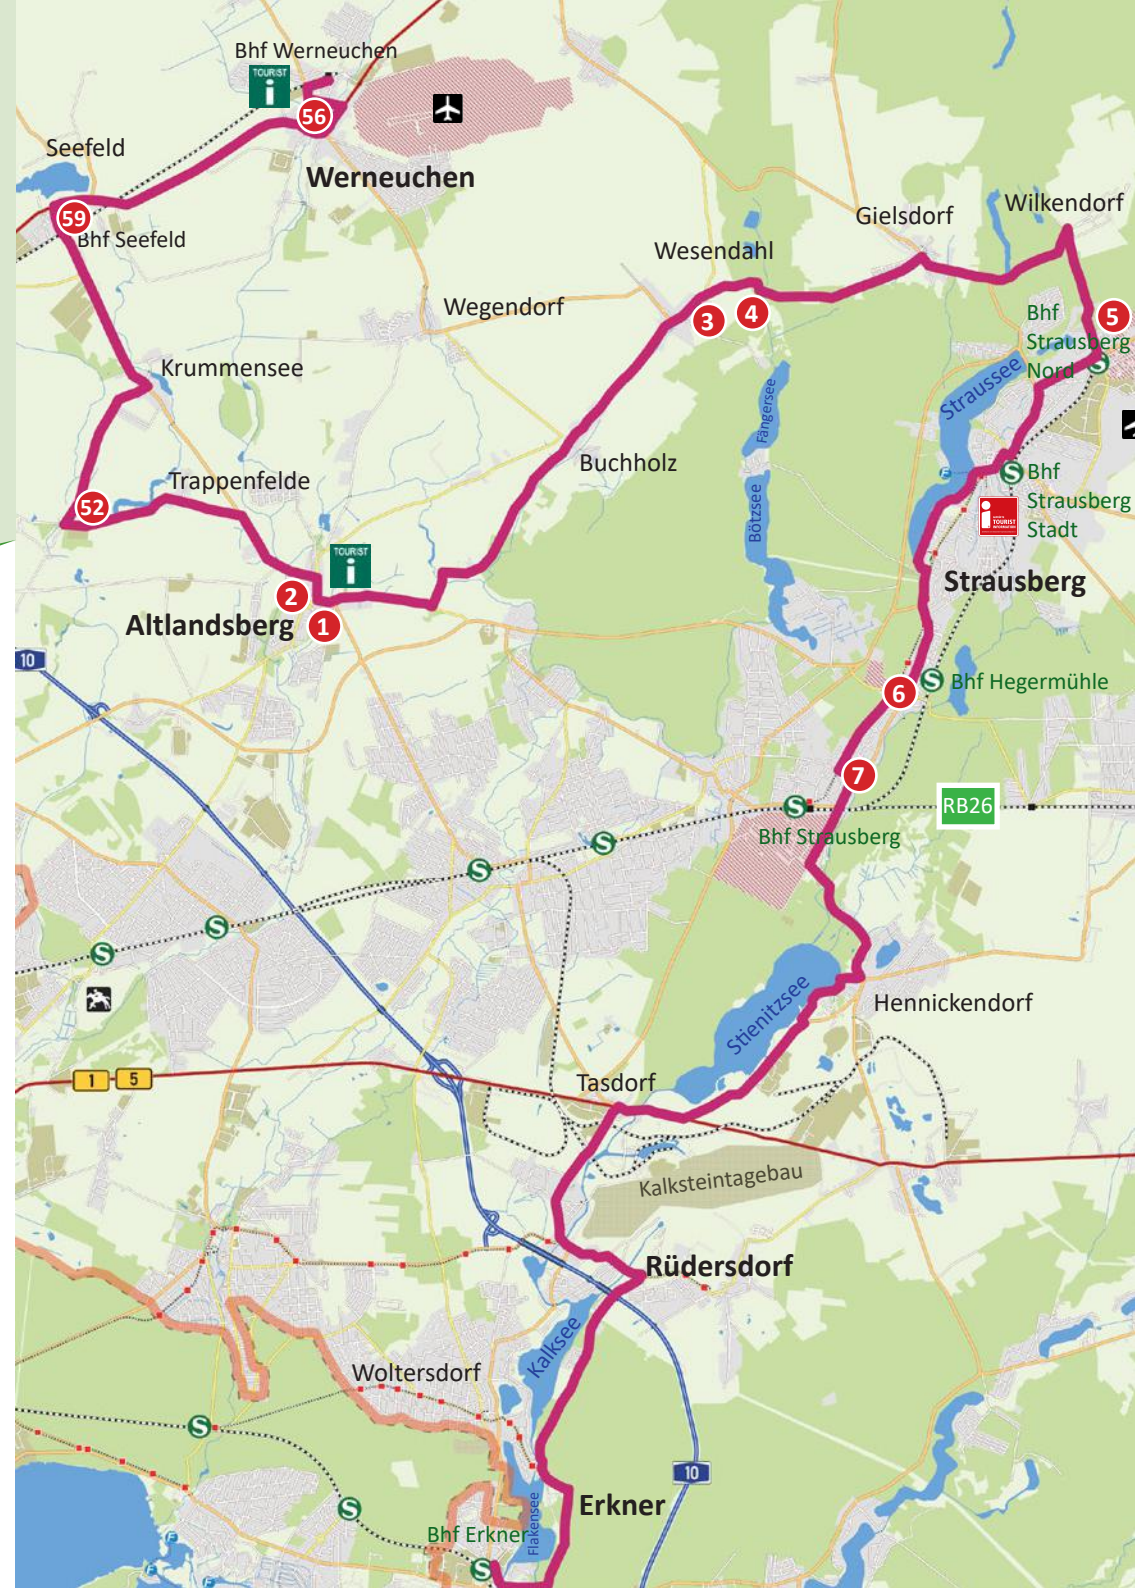 Bhf Werneuchen
TOURIST
i
56
Seefeld
Werneuchen
59
Bhf Seefeld
Wilkendorf
Gielsdorf
Wesendahl
Wegendorf
3
4
5
Bhf
Strausberg
Nord
S
Krummensee
Straussee
Fängersee
Buchholz
Trappenfelde
52
Bötzsee
F
S
Bhf
Strausberg
Stadt
i
TOURIST
INFORMATION
TOURIST
i
Strausberg
2
Altlandsberg
1
10
S
Bhf Hegermühle
6
7
S
RB26
Bhf Strausberg
S
S
S
S
Stienitzsee
Hennickendorf
1
5
Tasdorf
Kalksteintagebau
Rüdersdorf
Kalksee
Woltersdorf
S
10
Erkner
S
Bhf Erkner
Flakensee
S
F
F
F